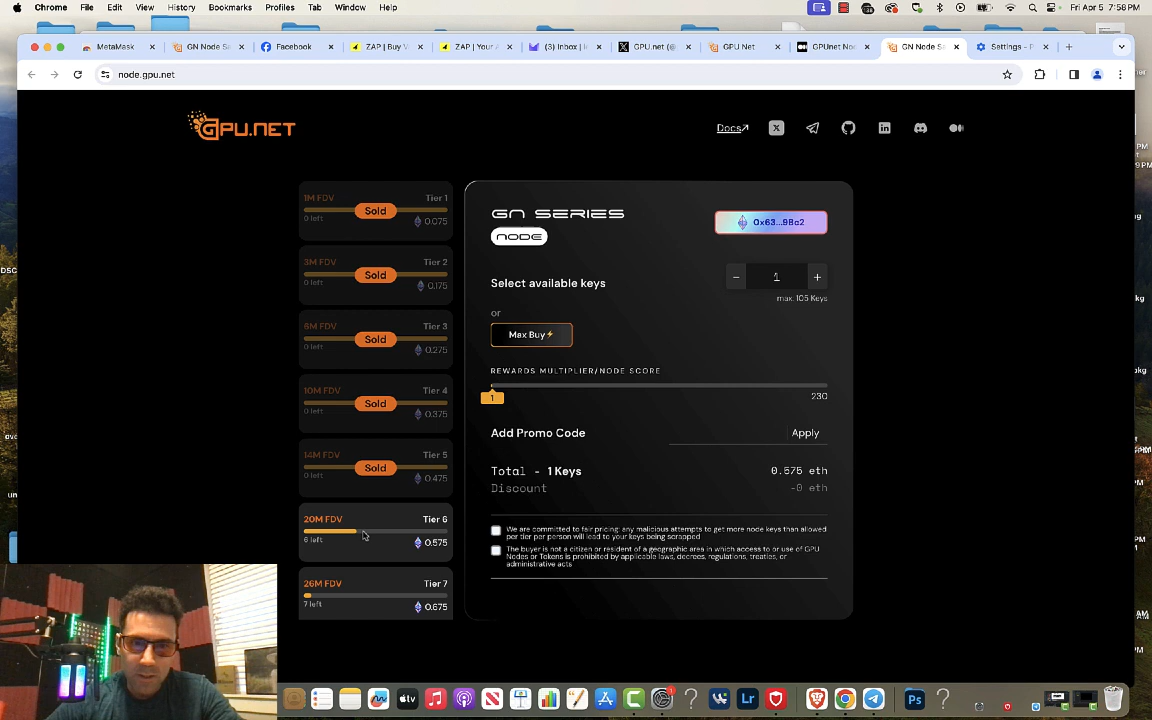 Chrome File Edit View History Bookmarks Profiles Tab Window Help Fri Apr 5 7:58 PM
MetaMask GN Node Sa Facebook ZAP | Buy V ZAP | Your A (3) Inbox | GPU.net (@ GPU Net GPUnet Noc GN Node Sa Settings - P
node.gpu.net
GPU.NET
Docs↗
1M FDV Tier 1
Sold
0 left 0.075
3M FDV Tier 2
Sold
0 left 0.175
6M FDV Tier 3
Sold
0 left 0.275
10M FDV Tier 4
Sold
0 left 0.375
14M FDV Tier 5
Sold
0 left 0.475
20M FDV Tier 6
6 left 0.575
26M FDV Tier 7
7 left 0.675
GN SERIES
NODE
0x63...98c2
Select available keys
- 1 +
max. 105 Keys
or
Max Buy⚡
REWARDS MULTIPLIER/NODE SCORE
1
230
Add Promo Code Apply
Total - 1 Keys 0.575 eth
Discount -0 eth
We are committed to fair pricing: any malicious attempts to get more node keys than allowed
per tier per person will lead to your keys being scrapped
The buyer is not a citizen or resident of a geographic area in which access to or use of GPU
Nodes or Tokens is prohibited by applicable laws, decrees, regulations, treaties, or
administrative acts
tv
Lr
Ps